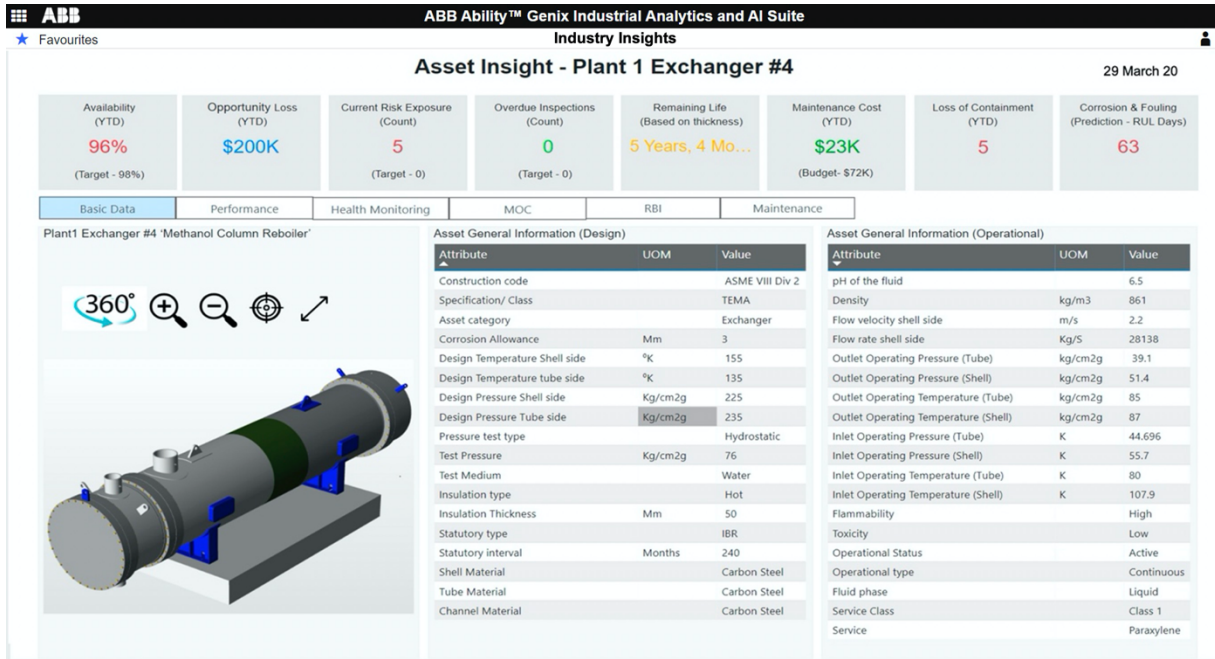 ABB
ABB Ability™ Genix Industrial Analytics and AI Suite
Favourites
Industry Insights
Asset Insight - Plant 1 Exchanger #4
29 March 20
Availability
(YTD)
96%
(Target - 98%)
Opportunity Loss
(YTD)
$200K
Current Risk Exposure
(Count)
5
(Target - 0)
Overdue Inspections
(Count)
0
(Target - 0)
Remaining Life
(Based on thickness)
5 Years, 4 Mo...
Maintenance Cost
(YTD)
$23K
(Budget- $72K)
Loss of Containment
(YTD)
5
Corrosion & Fouling
(Prediction - RUL Days)
63
Basic Data Performance Health Monitoring MOC RBI Maintenance
Plant1 Exchanger #4 'Methanol Column Reboiler'
360°
Asset General Information (Design)
Attribute UOM Value
Construction code ASME VIII Div 2
Specification/ Class TEMA
Asset category Exchanger
Corrosion Allowance Mm 3
Design Temperature Shell side °K 155
Design Temperature tube side °K 135
Design Pressure Shell side Kg/cm2g 225
Design Pressure Tube side Kg/cm2g 235
Pressure test type Hydrostatic
Test Pressure Kg/cm2g 76
Test Medium Water
Insulation type Hot
Insulation Thickness Mm 50
Statutory type IBR
Statutory interval Months 240
Shell Material Carbon Steel
Tube Material Carbon Steel
Channel Material Carbon Steel
Asset General Information (Operational)
Attribute UOM Value
pH of the fluid 6.5
Density kg/m3 861
Flow velocity shell side m/s 2.2
Flow rate shell side Kg/S 28138
Outlet Operating Pressure (Tube) kg/cm2g 39.1
Outlet Operating Pressure (Shell) kg/cm2g 51.4
Outlet Operating Temperature (Tube) kg/cm2g 85
Outlet Operating Temperature (Shell) kg/cm2g 87
Inlet Operating Pressure (Tube) K 44.696
Inlet Operating Pressure (Shell) K 55.7
Inlet Operating Temperature (Tube) K 80
Inlet Operating Temperature (Shell) K 107.9
Flammability High
Toxicity Low
Operational Status Active
Operational type Continuous
Fluid phase Liquid
Service Class Class 1
Service Paraxylene